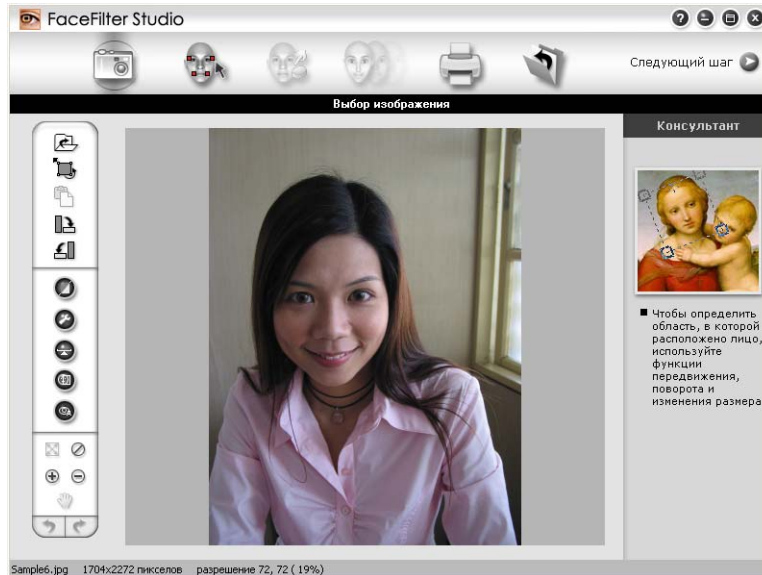 FaceFilter Studio
Следующий шаг
Выбор изображения
Консультант
Чтобы определить
область, в которой
расположено лицо,
используйте
функции
передвижения,
поворота и
изменения размера
Sample6.jpg 1704x2272 пикселов разрешение 72, 72 ( 19%)